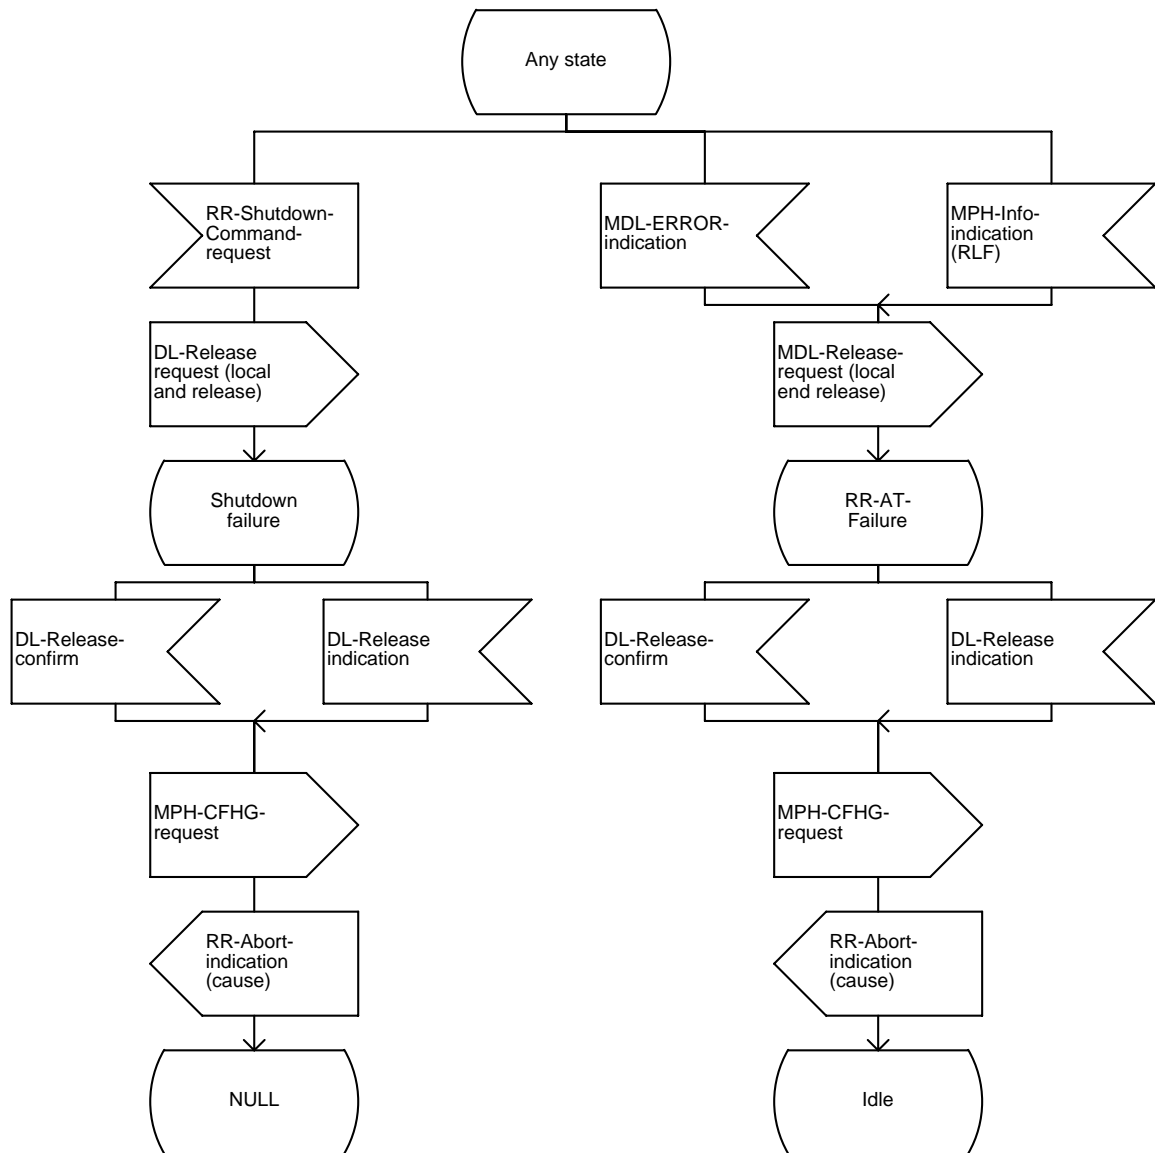 Any state
RR-Shutdown-
Command-
request
MDL-ERROR-
indication
MPH-Info-
indication
(RLF)
DL-Release
request (local
and release)
MDL-Release-
request (local
end release)
Shutdown
failure
RR-AT-
Failure
DL-Release-
confirm
DL-Release
indication
DL-Release-
confirm
DL-Release
indication
MPH-CFHG-
request
MPH-CFHG-
request
RR-Abort-
indication
(cause)
RR-Abort-
indication
(cause)
NULL
Idle